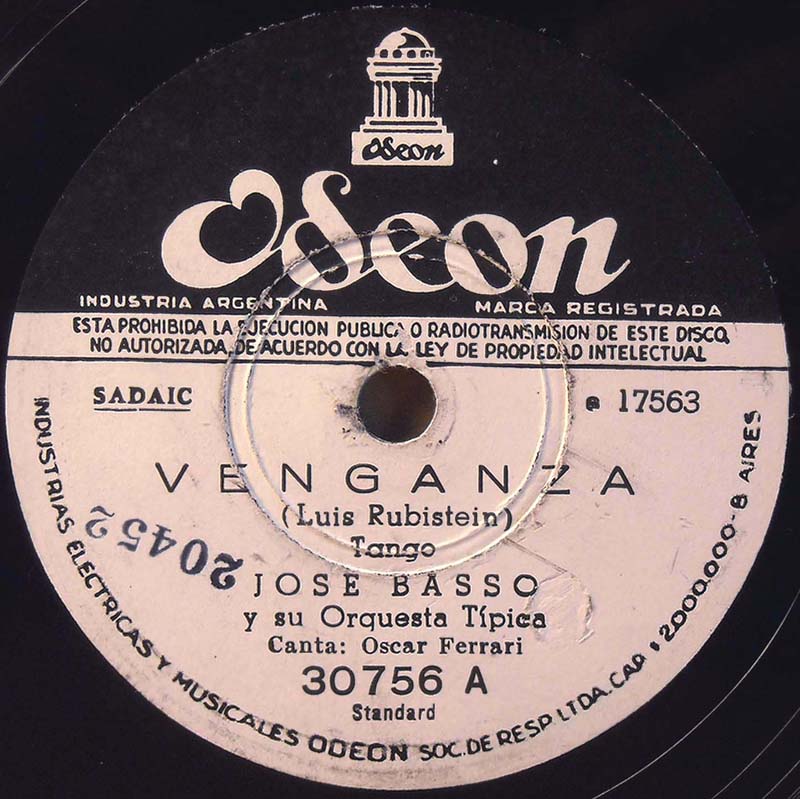 Odeon
Odeon
INDUSTRIA ARGENTINA MARCA REGISTRADA
ESTA PROHIBIDA LA EJECUCION PUBLICA O RADIOTRANSMISION DE ESTE DISCO,
NO AUTORIZADA DE ACUERDO CON LA LEY DE PROPIEDAD INTELECTUAL
SADAIC e 17563
VENGANZA
(Luis Rubistein)
Tango
20452
JOSE BASSO
y su Orquesta Típica
Canta: Oscar Ferrari
30756 A
Standard
INDUSTRIAS ELECTRICAS Y MUSICALES ODEON SOC. DE RESP. LTDA. CAP. $ 2.000.000 - B AIRES